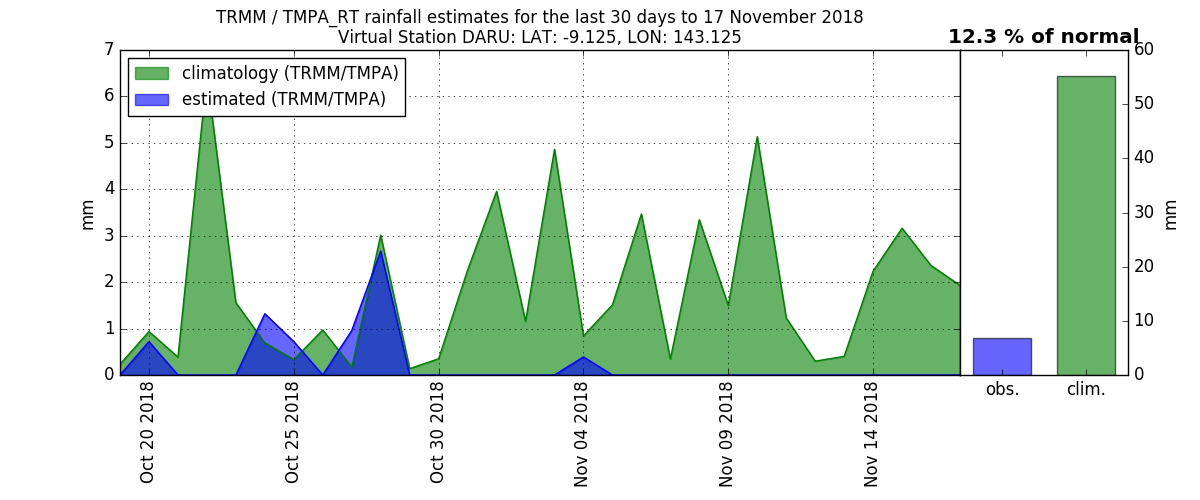 TRMM / TMPA_RT rainfall estimates for the last 30 days to 17 November 2018
Virtual Station DARU: LAT: -9.125, LON: 143.125
12.3 % of normal
climatology (TRMM/TMPA)
estimated (TRMM/TMPA)
7
6
5
4
3
2
1
0
mm
Oct 20 2018
Oct 25 2018
Oct 30 2018
Nov 04 2018
Nov 09 2018
Nov 14 2018
60
50
40
30
20
10
0
mm
obs.
clim.